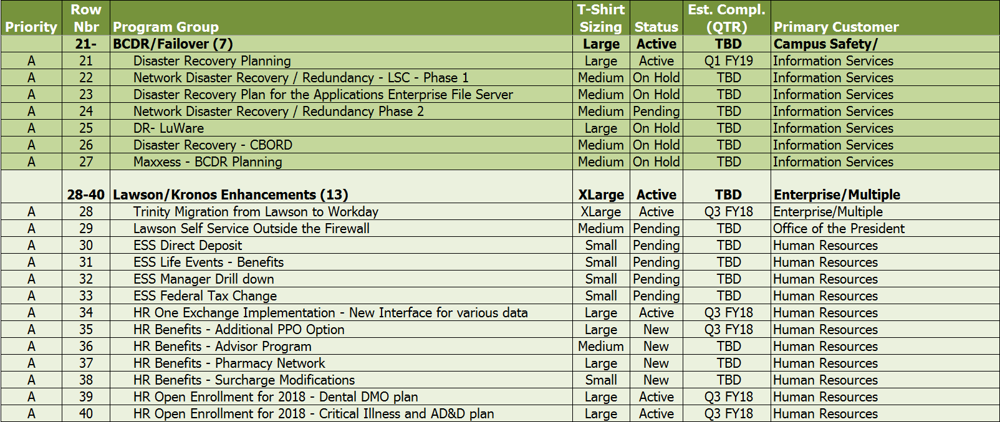 Priority Row Nbr Program Group T-Shirt Sizing Status Est. Compl. (QTR) Primary Customer
21- BCDR/Failover (7) Large Active TBD Campus Safety/
A 21 Disaster Recovery Planning Large Active Q1 FY19 Information Services
A 22 Network Disaster Recovery / Redundancy - LSC - Phase 1 Medium On Hold TBD Information Services
A 23 Disaster Recovery Plan for the Applications Enterprise File Server Medium On Hold TBD Information Services
A 24 Network Disaster Recovery / Redundancy Phase 2 Medium Pending TBD Information Services
A 25 DR- LuWare Large On Hold TBD Information Services
A 26 Disaster Recovery - CBORD Medium On Hold TBD Information Services
A 27 Maxxess - BCDR Planning Medium On Hold TBD Information Services
28-40 Lawson/Kronos Enhancements (13) XLarge Active TBD Enterprise/Multiple
A 28 Trinity Migration from Lawson to Workday XLarge Active Q3 FY18 Enterprise/Multiple
A 29 Lawson Self Service Outside the Firewall Medium Pending TBD Office of the President
A 30 ESS Direct Deposit Small Pending TBD Human Resources
A 31 ESS Life Events - Benefits Small Pending TBD Human Resources
A 32 ESS Manager Drill down Small Pending TBD Human Resources
A 33 ESS Federal Tax Change Small Pending TBD Human Resources
A 34 HR One Exchange Implementation - New Interface for various data Large Active Q3 FY18 Human Resources
A 35 HR Benefits - Additional PPO Option Large New Q3 FY18 Human Resources
A 36 HR Benefits - Advisor Program Medium New TBD Human Resources
A 37 HR Benefits - Pharmacy Network Large New TBD Human Resources
A 38 HR Benefits - Surcharge Modifications Small New TBD Human Resources
A 39 HR Open Enrollment for 2018 - Dental DMO plan Large Active Q3 FY18 Human Resources
A 40 HR Open Enrollment for 2018 - Critical Illness and AD&D plan Large Active Q3 FY18 Human Resources